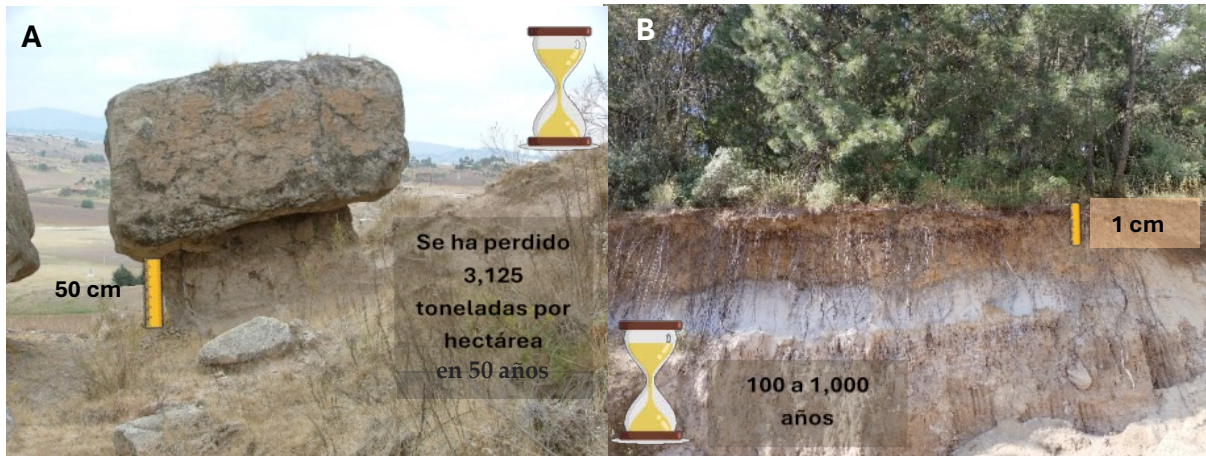 A
50 cm
Se ha perdido
3,125
toneladas por
hectárea
en 50 años
B
1 cm
100 a 1,000
años